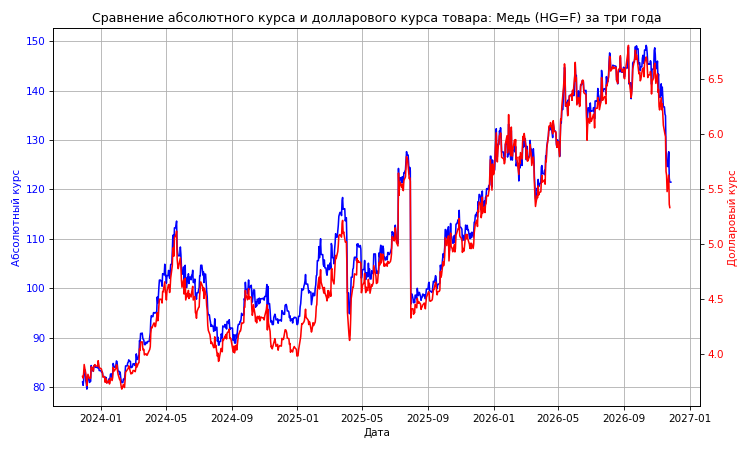 Сравнение абсолютного курса и долларового курса товара: Медь (HG=F) за три года
150
140
130
120
110
100
90
80
Абсолютный курс
6.5
6.0
5.5
5.0
4.5
4.0
Долларовый курс
2024-01 2024-05 2024-09 2025-01 2025-05 2025-09 2026-01 2026-05 2026-09 2027-01
Дата